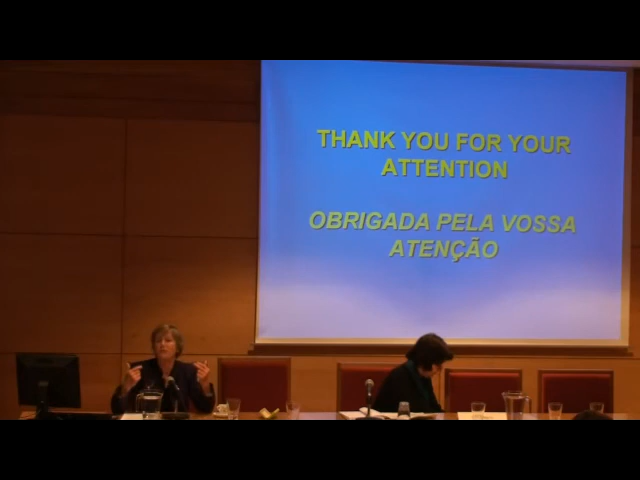 THANK YOU FOR YOUR
ATTENTION
OBRIGADA PELA VOSSA
ATENÇÃO